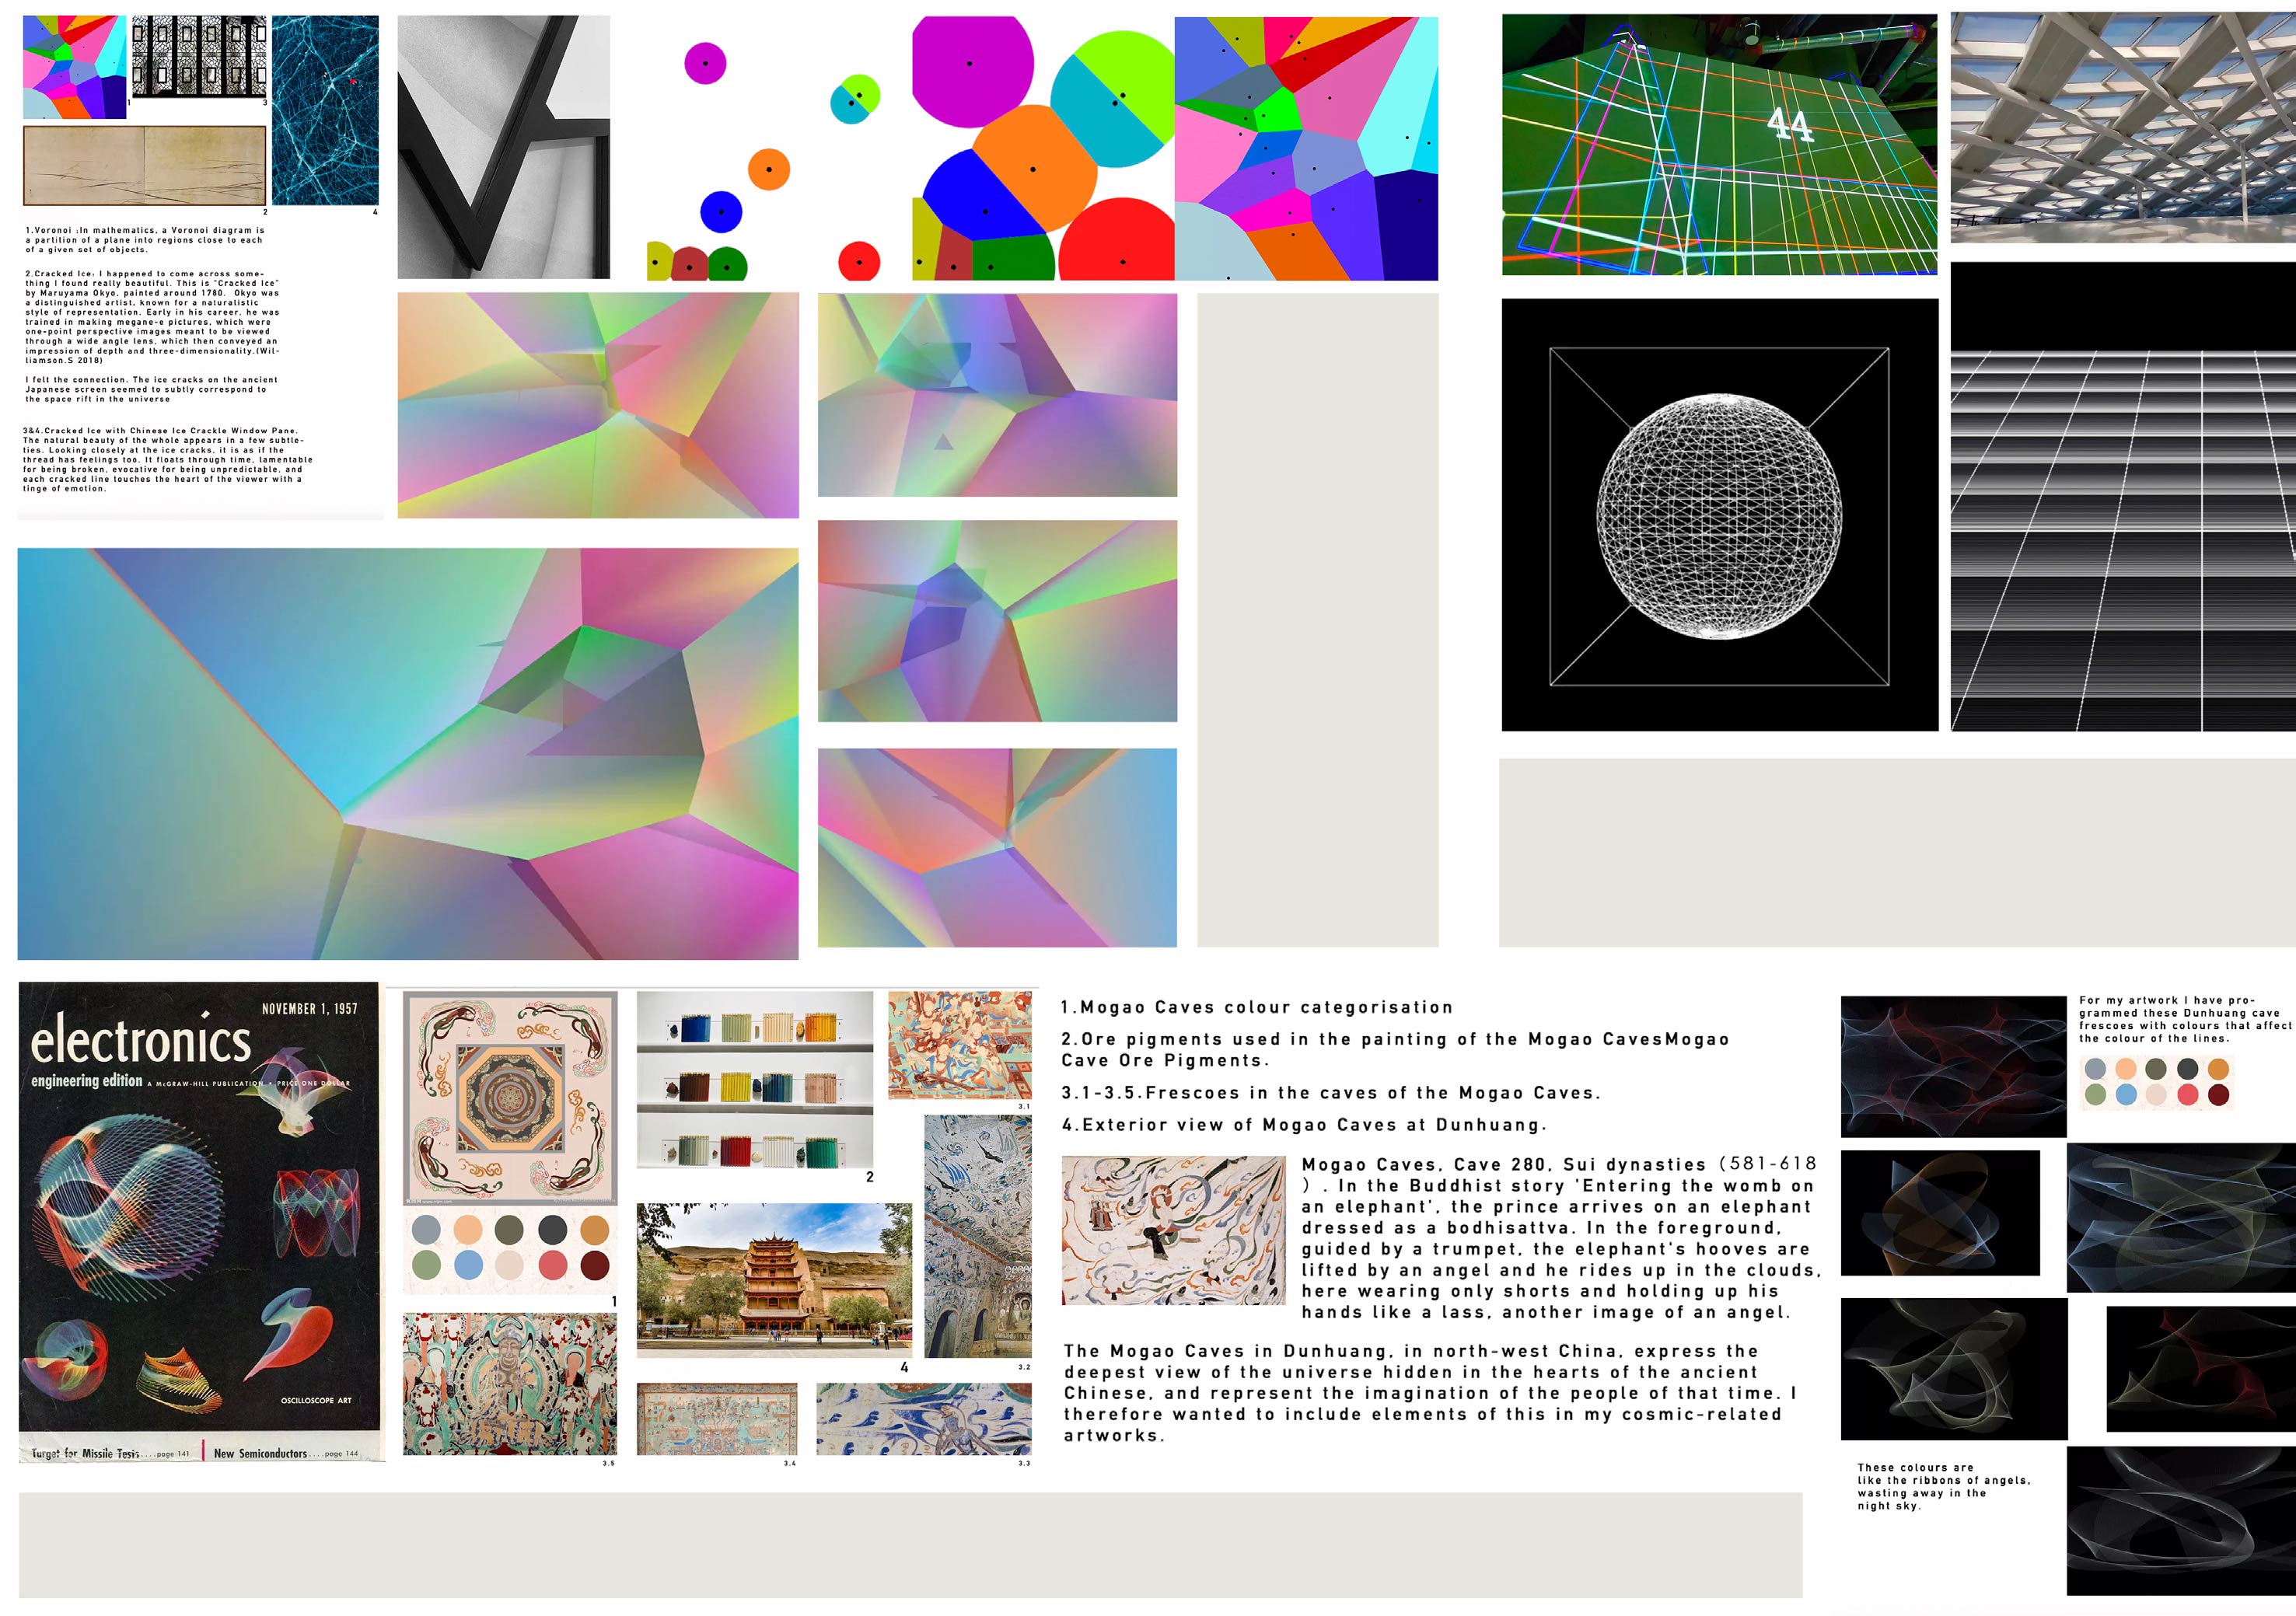 1
3
2
4
1.Voronoi :In mathematics, a Voronoi diagram is
a partition of a plane into regions close to each
of a given set of objects.
2.Cracked Ice: I happened to come across some-
thing I found really beautiful. This is "Cracked Ice"
by Maruyama Okyo, painted around 1780. Okyo was
a distinguished artist, known for a naturalistic
style of representation. Early in his career, he was
trained in making megane-e pictures, which were
one-point perspective images meant to be viewed
through a wide angle lens, which then conveyed an
impression of depth and three-dimensionality.(Wil-
liamson.S 2018)
I felt the connection. The ice cracks on the ancient
Japanese screen seemed to subtly correspond to
the space rift in the universe
3&4.Cracked Ice with Chinese Ice Crackle Window Pane.
The natural beauty of the whole appears in a few subtle-
ties. Looking closely at the ice cracks, it is as if the
thread has feelings too. It floats through time, lamentable
for being broken, evocative for being unpredictable, and
each cracked line touches the heart of the viewer with a
tinge of emotion.
44
NOVEMBER 1, 1957
electronics
engineering edition A McGRAW-HILL PUBLICATION • PRICE ONE DOLLAR
OSCILLOSCOPE ART
Target for Missile Tests....page 141 New Semiconductors....page 144
1
2
3.1
3.2
4
3.5
3.4
3.3
1.Mogao Caves colour categorisation
2.Ore pigments used in the painting of the Mogao CavesMogao
Cave Ore Pigments.
3.1-3.5.Frescoes in the caves of the Mogao Caves.
4.Exterior view of Mogao Caves at Dunhuang.
Mogao Caves, Cave 280, Sui dynasties (581-618
) . In the Buddhist story 'Entering the womb on
an elephant', the prince arrives on an elephant
dressed as a bodhisattva. In the foreground,
guided by a trumpet, the elephant's hooves are
lifted by an angel and he rides up in the clouds,
here wearing only shorts and holding up his
hands like a lass, another image of an angel.
The Mogao Caves in Dunhuang, in north-west China, express the
deepest view of the universe hidden in the hearts of the ancient
Chinese, and represent the imagination of the people of that time. I
therefore wanted to include elements of this in my cosmic-related
artworks.
For my artwork I have pro-
grammed these Dunhuang cave
frescoes with colours that affect
the colour of the lines.
These colours are
like the ribbons of angels,
wasting away in the
night sky.